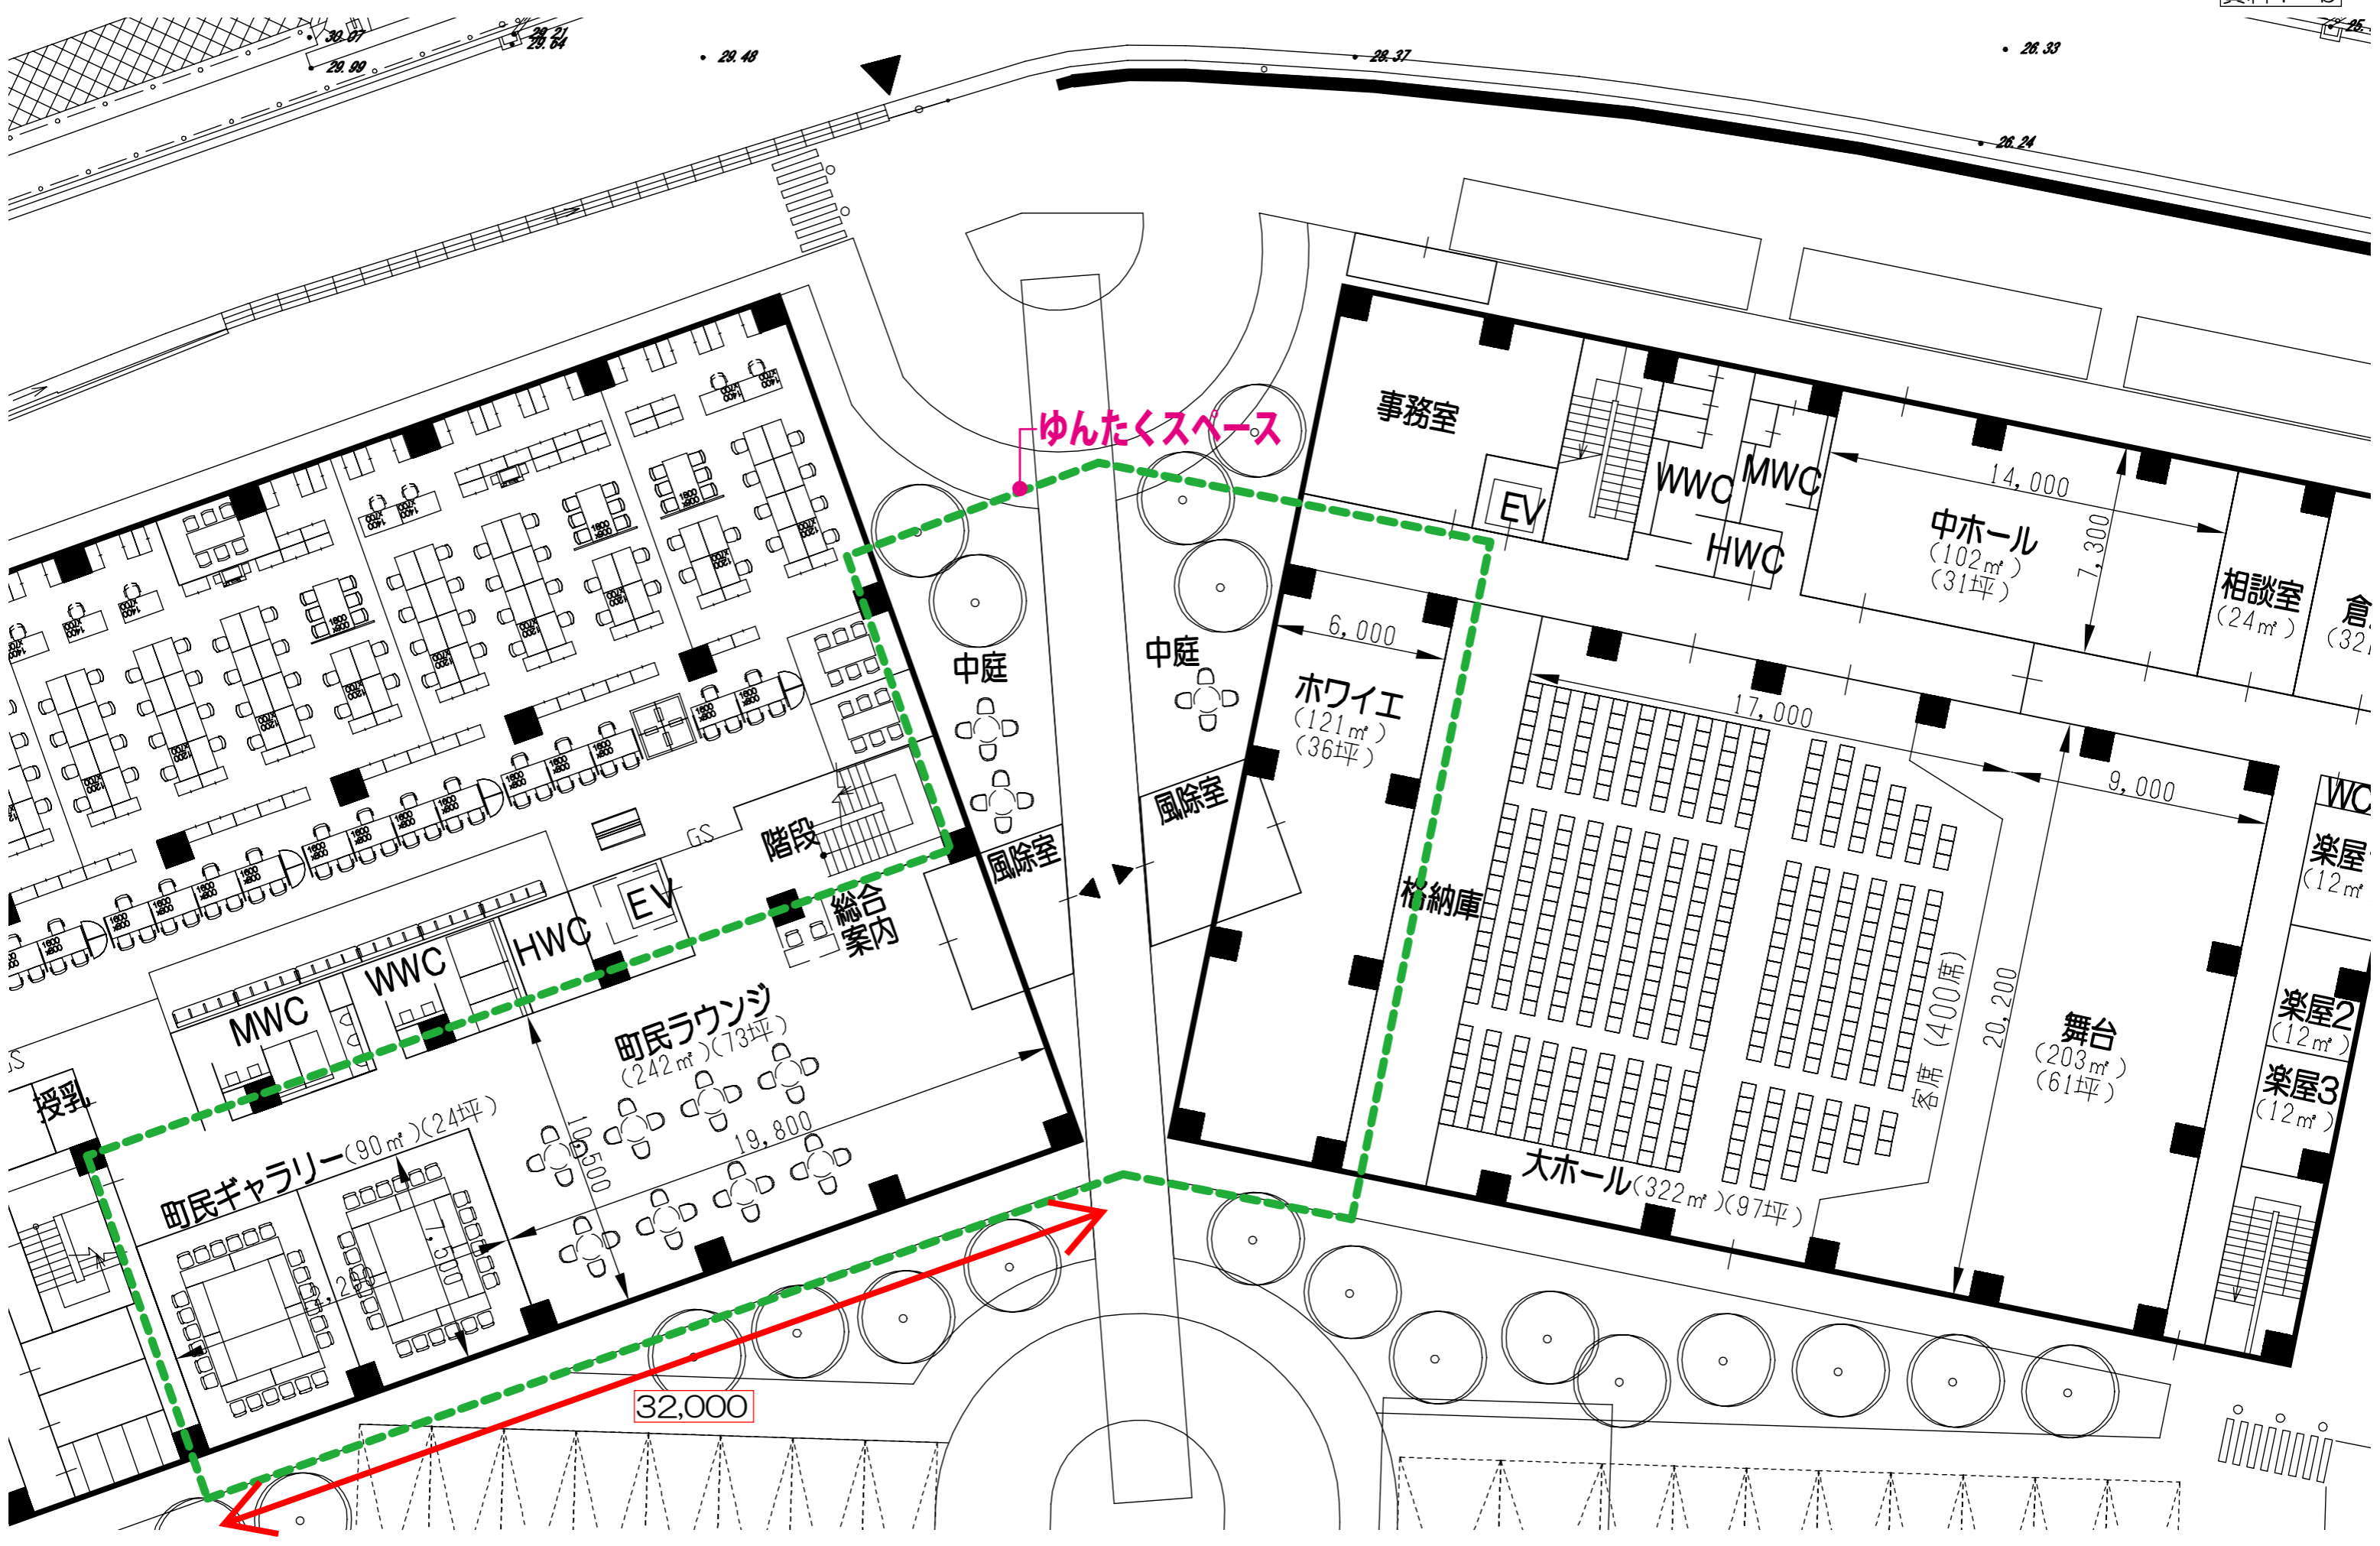 30.07
29.21
29.64
29.99
29.48
28.37
26.33
26.24
ゆんたくスペース
事務室
EV
WWC
MWC
HWC
14,000
7,300
中ホール
(102㎡)
(31坪)
相談室
(24㎡)
中庭
中庭
6,000
ホワイエ
(121㎡)
(36坪)
17,000
9,000
風除室
風除室
階段
GS
総合
案内
EV
HWC
WWC
MWC
格納庫
客席 (400席)
20,200
舞台
(203㎡)
(61坪)
WC
楽屋
(12㎡
楽屋2
(12㎡)
楽屋3
(12㎡)
大ホール(322㎡)(97坪)
町民ラウンジ
(242㎡)(73坪)
19,800
10,500
授乳
町民ギャラリー(90㎡)(24坪)
32,000